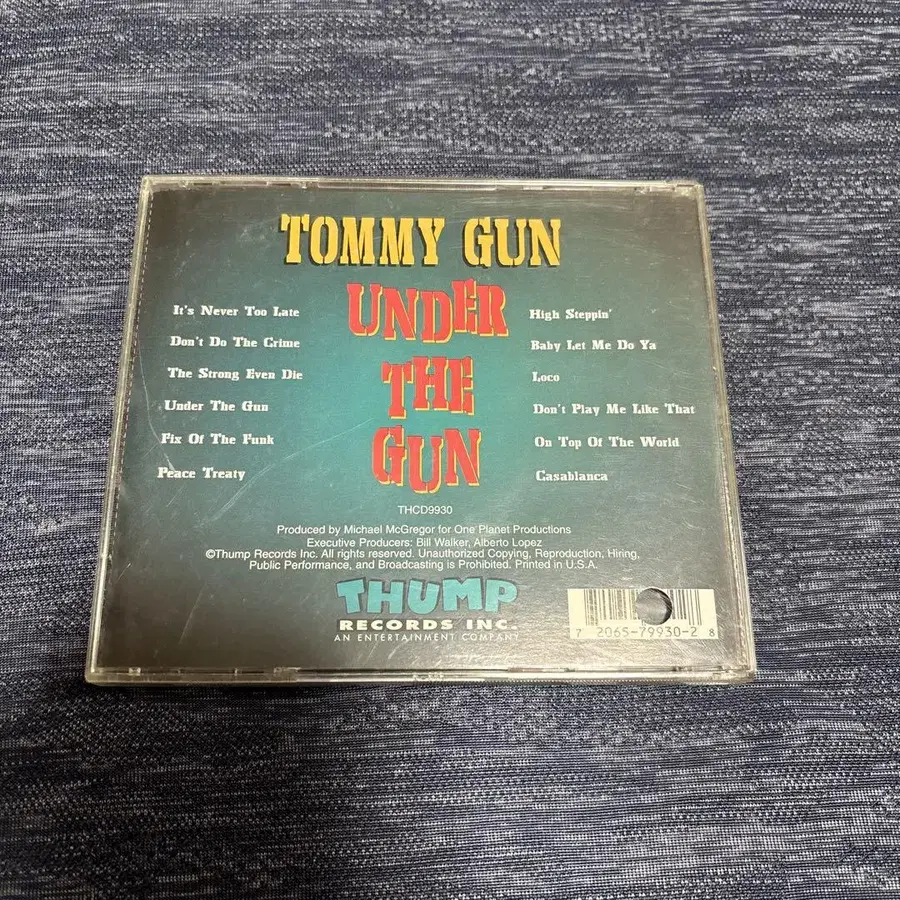 TOMMY GUN
UNDER
THE
GUN
It's Never Too Late
Don't Do The Crime
The Strong Even Die
Under The Gun
Fix Of The Funk
Peace Treaty
High Steppin'
Baby Let Me Do Ya
Loco
Don't Play Me Like That
On Top Of The World
Casablanca
THCD9930
Produced by Michael McGregor for One Planet Productions
Executive Producers: Bill Walker, Alberto Lopez
©Thump Records Inc. All rights reserved. Unauthorized Copying, Reproduction, Hiring,
Public Performance, and Broadcasting is Prohibited. Printed in U.S.A.
THUMP
RECORDS INC.
AN ENTERTAINMENT COMPANY
7 2065-79930-2 8